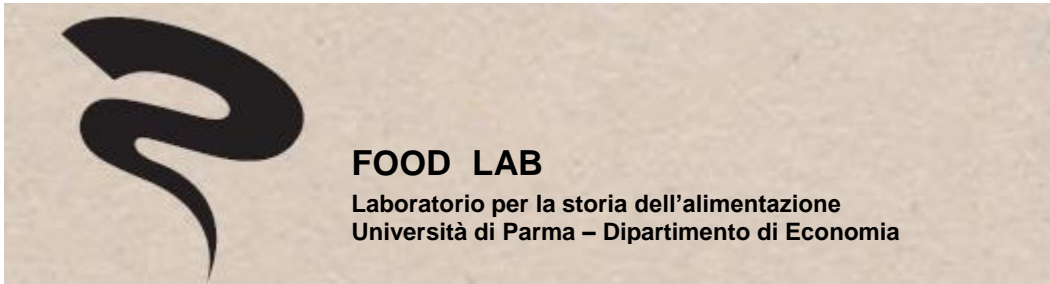 FOOD LAB
Laboratorio per la storia dell’alimentazione
Università di Parma – Dipartimento di Economia